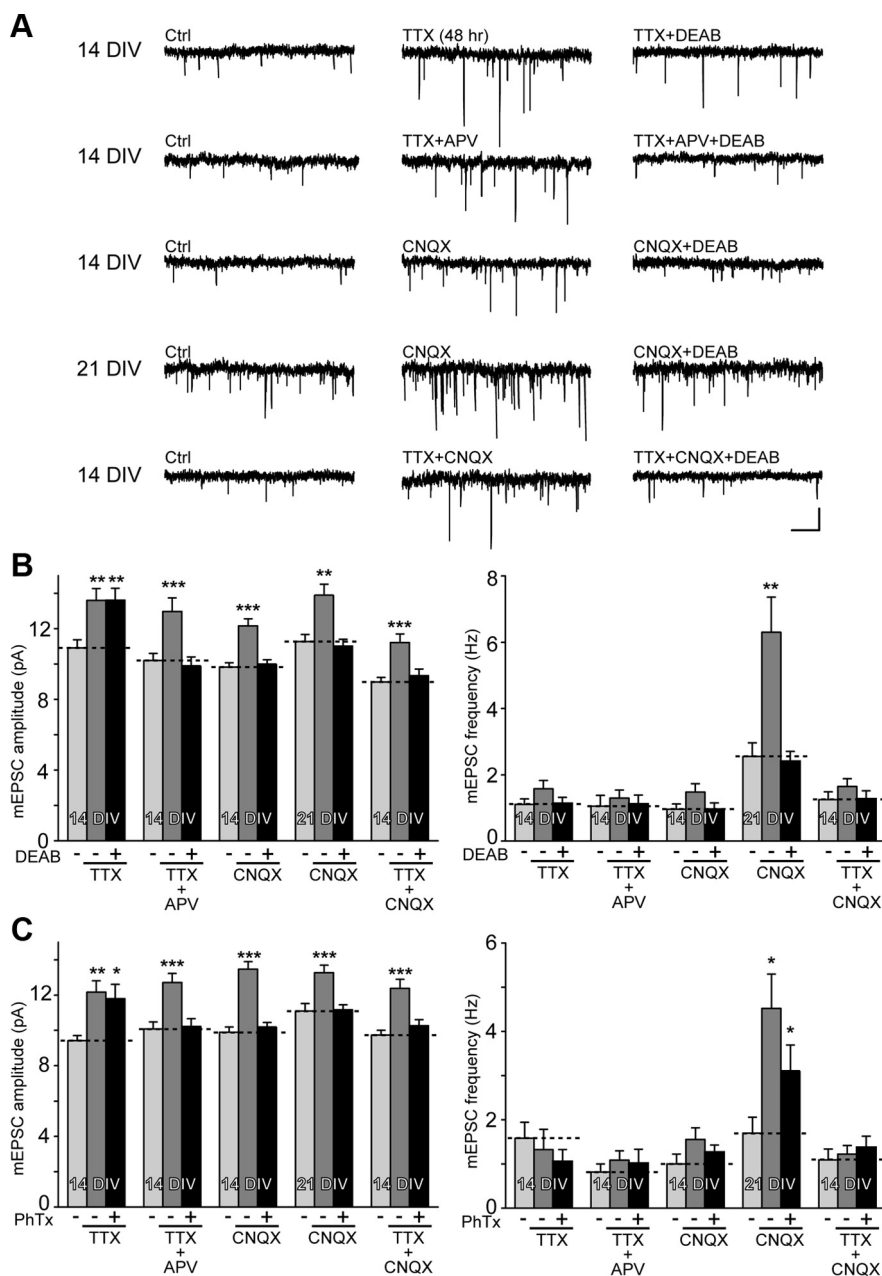 A
14 DIV Ctrl TTX (48 hr) TTX+DEAB
14 DIV Ctrl TTX+APV TTX+APV+DEAB
14 DIV Ctrl CNQX CNQX+DEAB
21 DIV Ctrl CNQX CNQX+DEAB
14 DIV Ctrl TTX+CNQX TTX+CNQX+DEAB
B
mEPSC amplitude (pA)
12
8
4
0
** ** *** *** ** ***
14 DIV 14 DIV 14 DIV 21 DIV 14 DIV
DEAB - - + - - + - - + - - + - - +
TTX TTX + APV CNQX CNQX TTX + CNQX
mEPSC frequency (Hz)
8
6
4
2
0
**
14 DIV 14 DIV 14 DIV 21 DIV 14 DIV
DEAB - - + - - + - - + - - + - - +
TTX TTX + APV CNQX CNQX TTX + CNQX
C
mEPSC amplitude (pA)
12
8
4
0
** * *** *** *** ***
14 DIV 14 DIV 14 DIV 21 DIV 14 DIV
PhTx - - + - - + - - + - - + - - +
TTX TTX + APV CNQX CNQX TTX + CNQX
mEPSC frequency (Hz)
6
4
2
0
* *
14 DIV 14 DIV 14 DIV 21 DIV 14 DIV
PhTx - - + - - + - - + - - + - - +
TTX TTX + APV CNQX CNQX TTX + CNQX